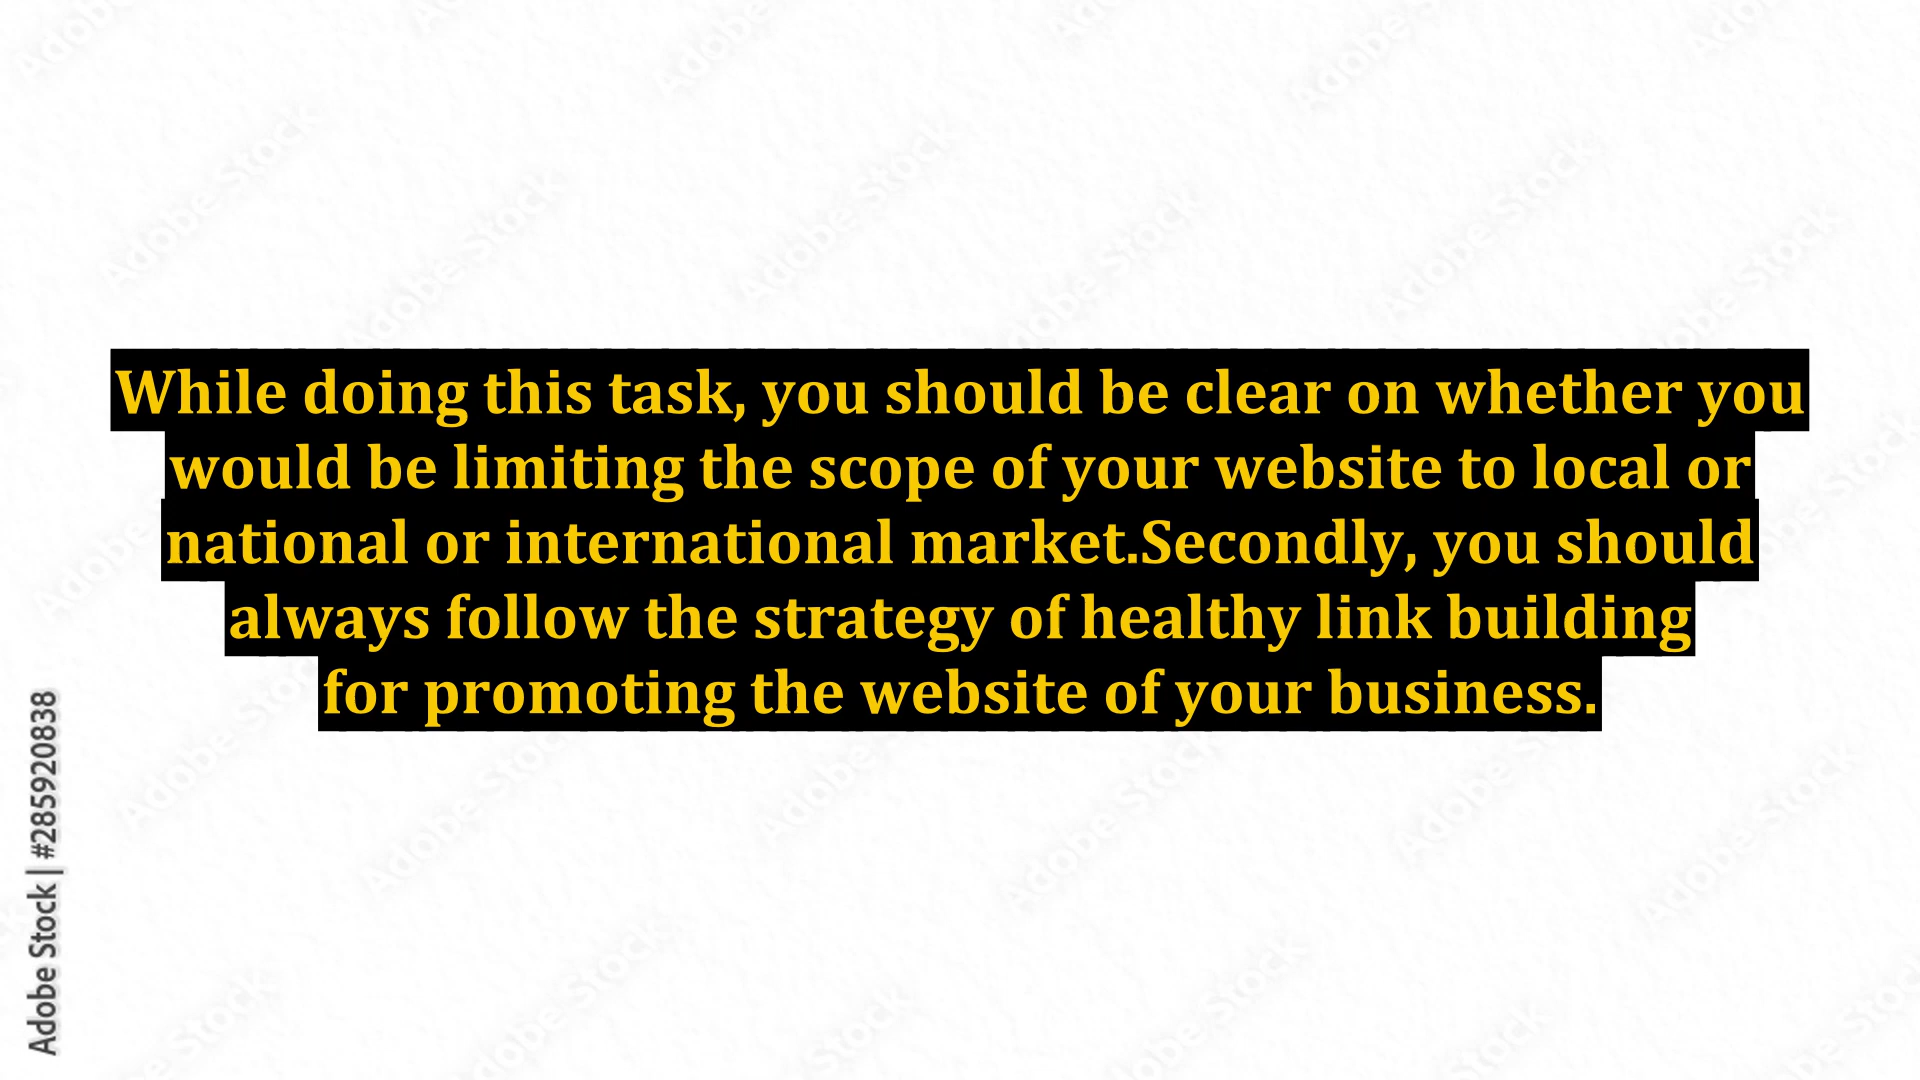 While doing this task, you should be clear on whether you
would be limiting the scope of your website to local or
national or international market.Secondly, you should
always follow the strategy of healthy link building
for promoting the website of your business.
Adobe Stock | #285920838
Adobe Stock